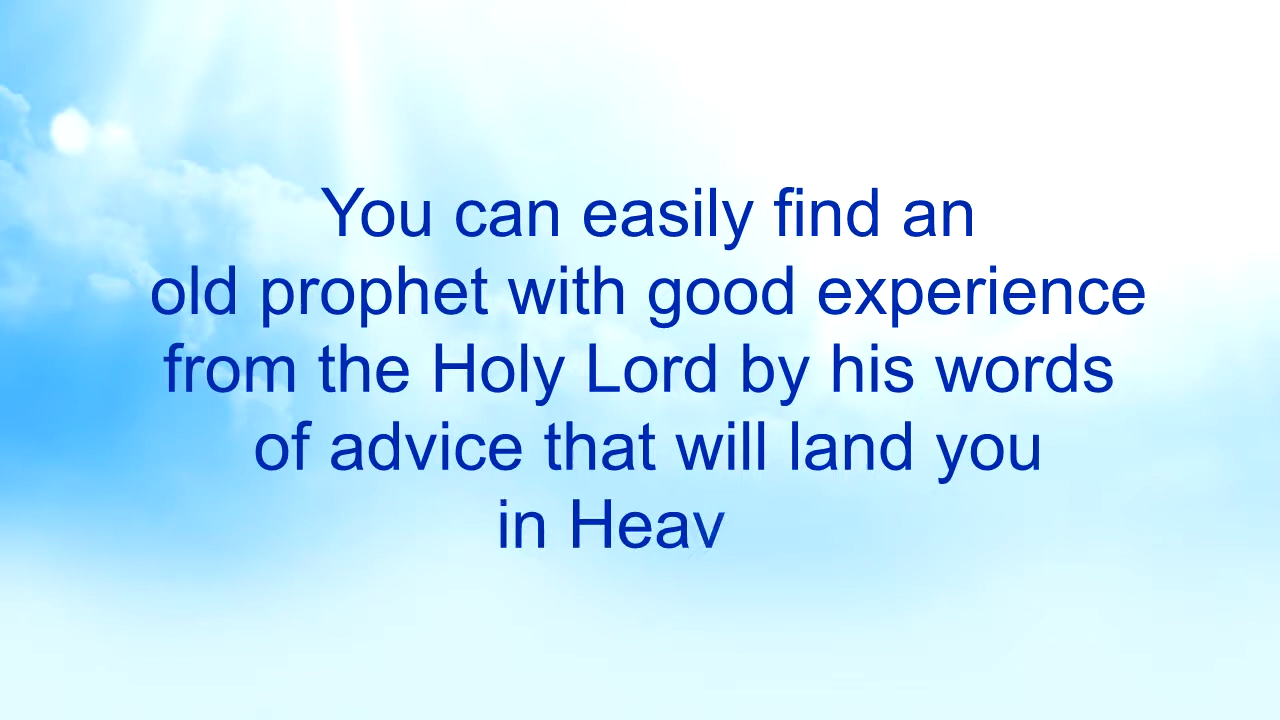 You can easily find an
old prophet with good experience
from the Holy Lord by his words
of advice that will land you
in Heav